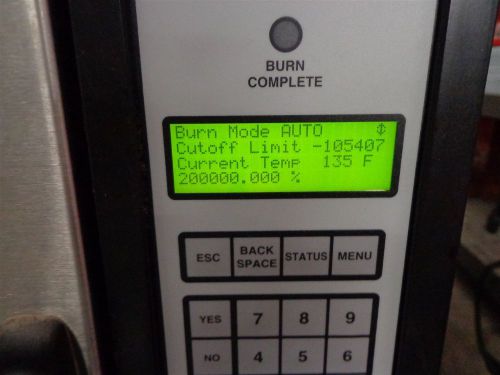 BURN
COMPLETE
Burn Mode AUTO ↕
Cutoff Limit -105407
Current Temp 135 F
200000.000 %
ESC BACK SPACE STATUS MENU
YES 7 8 9
NO 4 5 6